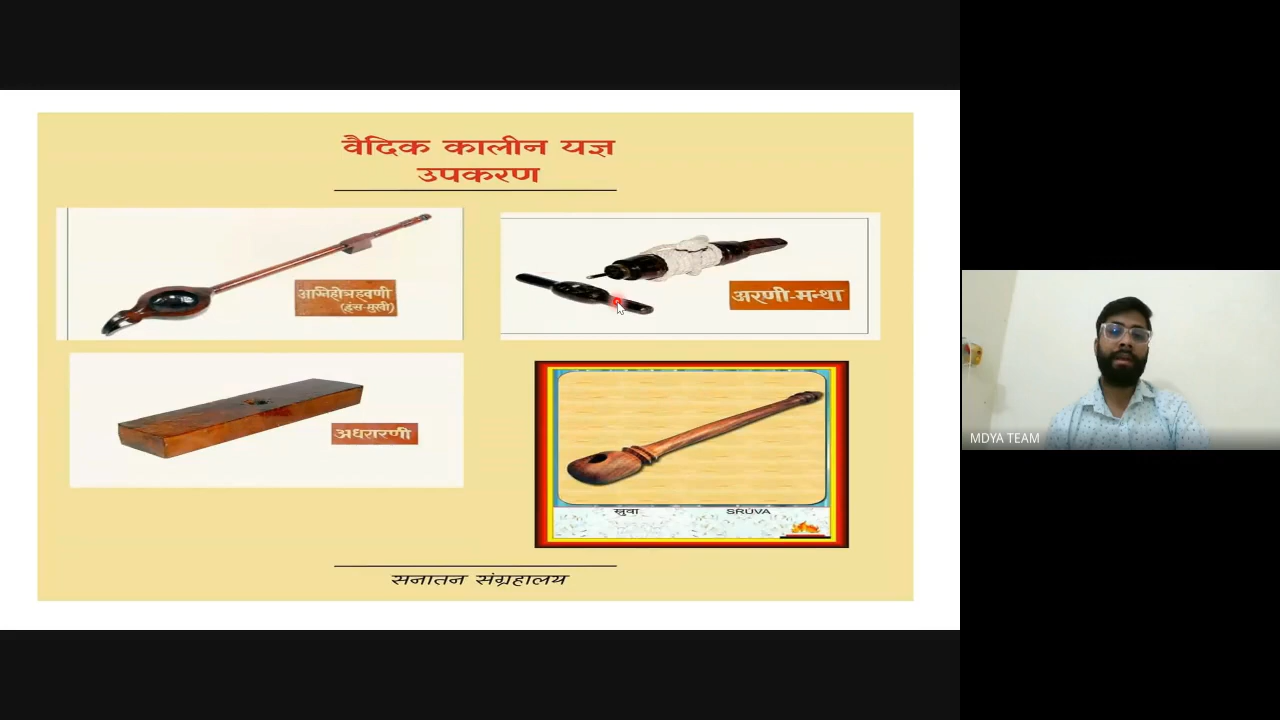 वैदिक कालीन यज्ञ
उपकरण
अग्निहोत्रहवणी
(हंस-मुखी)
अरणी-मन्था
अधरारणी
स्रुवा SRUVA
सनातन संग्रहालय
MDYA TEAM